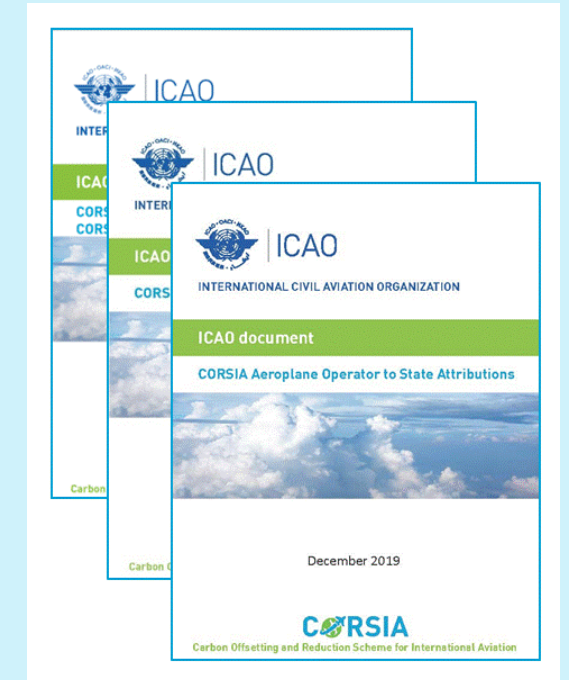 ICAO
INTER
ICAO
CORS
CORS
Carbon
ICAO
INTERI
ICAO
CORS
Carbon O
ICAO
INTERNATIONAL CIVIL AVIATION ORGANIZATION
ICAO document
CORSIA Aeroplane Operator to State Attributions
December 2019
CORSIA
Carbon Offsetting and Reduction Scheme for International Aviation